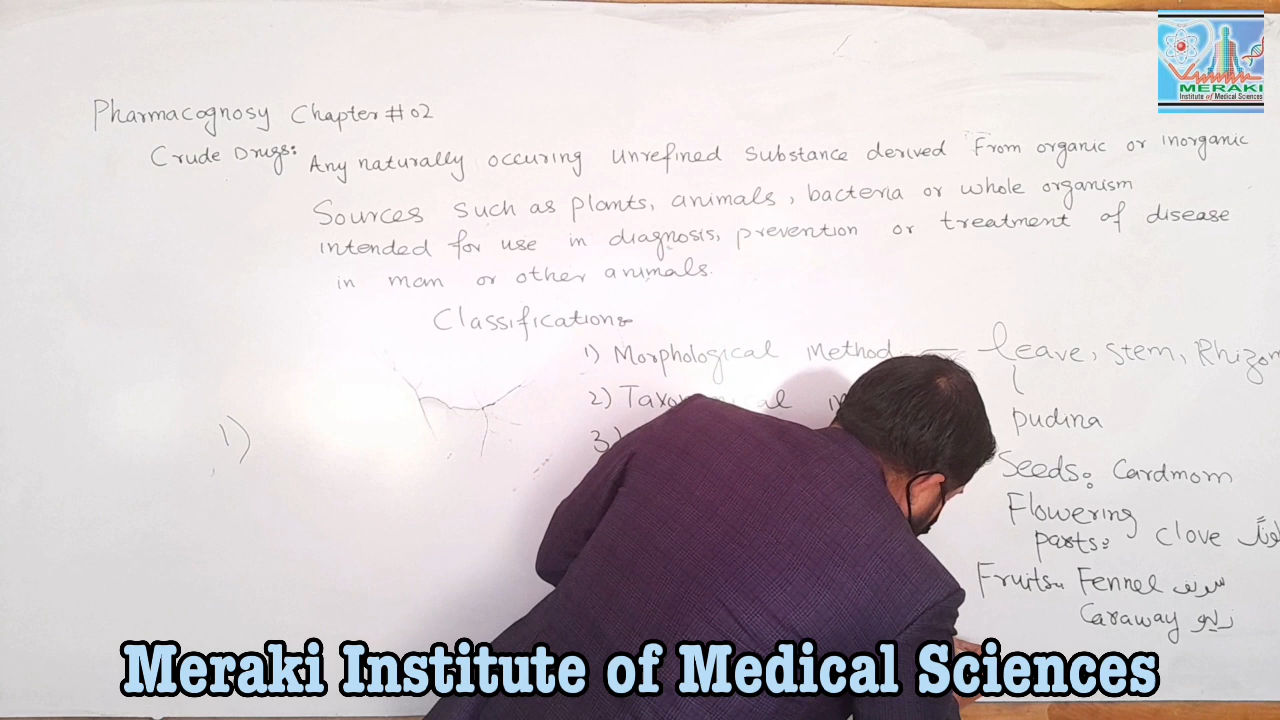 MERAKI
Institute of Medical Sciences
Pharmacognosy Chapter #02
Crude Drugs: Any naturally occuring unrefined substance derived From organic or inorganic
Sources such as plants, animals, bacteria or whole organism
intended for use in diagnosis, prevention or treatment of disease
in man or other animals.
Classification:
1) Morphological Method — leave, stem, Rhizom
2)
pudina
3)
1)
Seeds: Cardmom
Flowering
parts: clove
Fruits: Fennel سونف
Caraway زیرہ
Meraki Institute of Medical Sciences